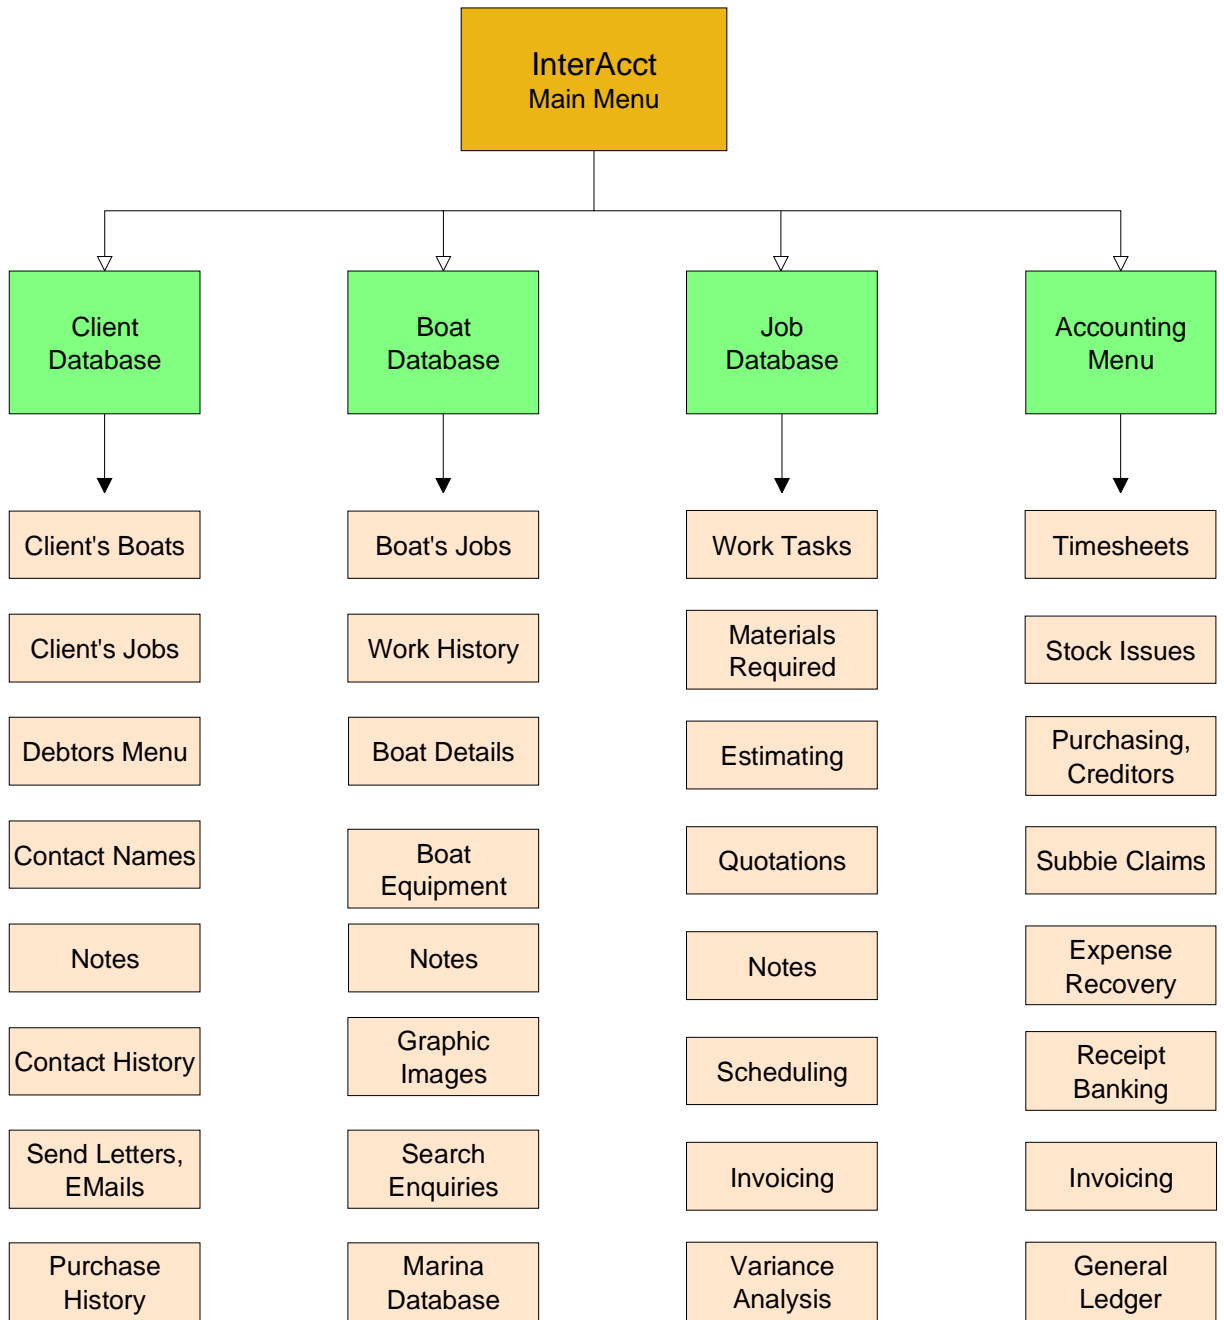 InterAcct
Main Menu
Client
Database
Boat
Database
Job
Database
Accounting
Menu
Client's Boats
Boat's Jobs
Work Tasks
Timesheets
Client's Jobs
Work History
Materials
Required
Stock Issues
Debtors Menu
Boat Details
Estimating
Purchasing,
Creditors
Contact Names
Boat
Equipment
Quotations
Subbie Claims
Notes
Notes
Notes
Expense
Recovery
Contact History
Graphic
Images
Scheduling
Receipt
Banking
Send Letters,
EMails
Search
Enquiries
Invoicing
Invoicing
Purchase
History
Marina
Database
Variance
Analysis
General
Ledger